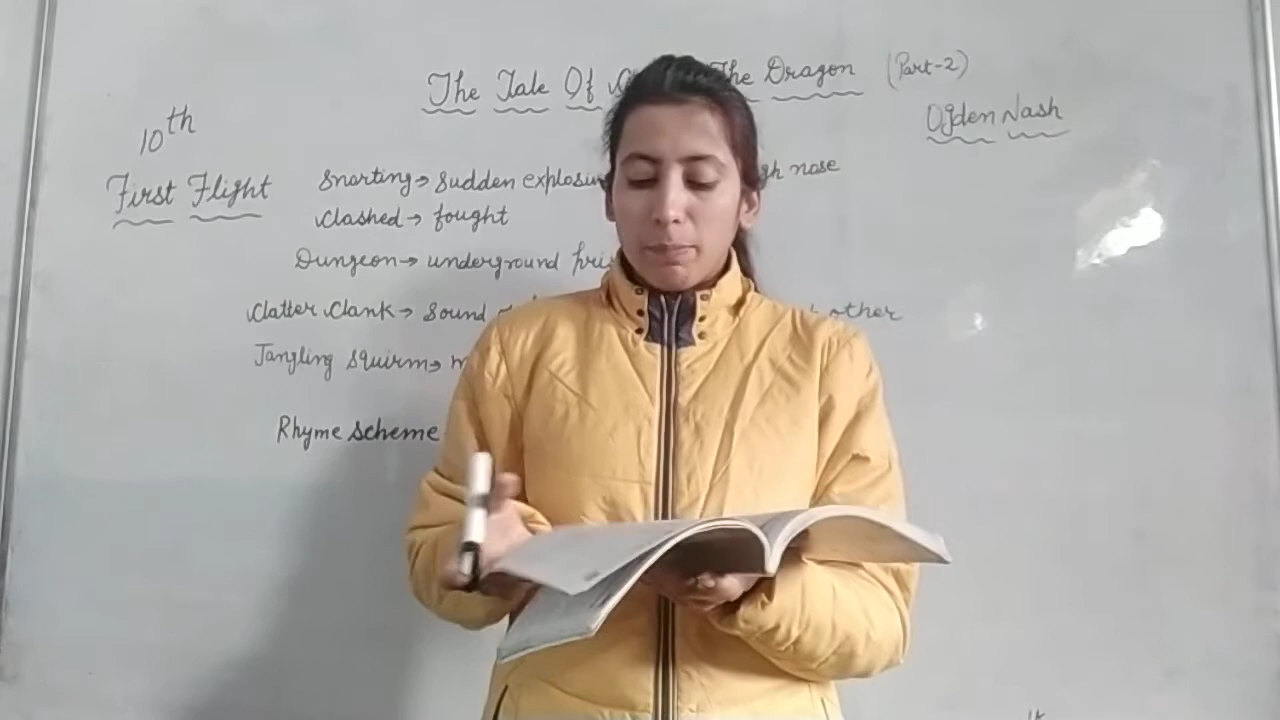 The Tale Of The Dragon (Part-2)
Ogden Nash
10th
First Flight
Snarting → Sudden explosi nose
Clashed → fought
Dungeon → underground
Clatter Clank → Sound other
Jangling Squirm →
Rhyme Scheme